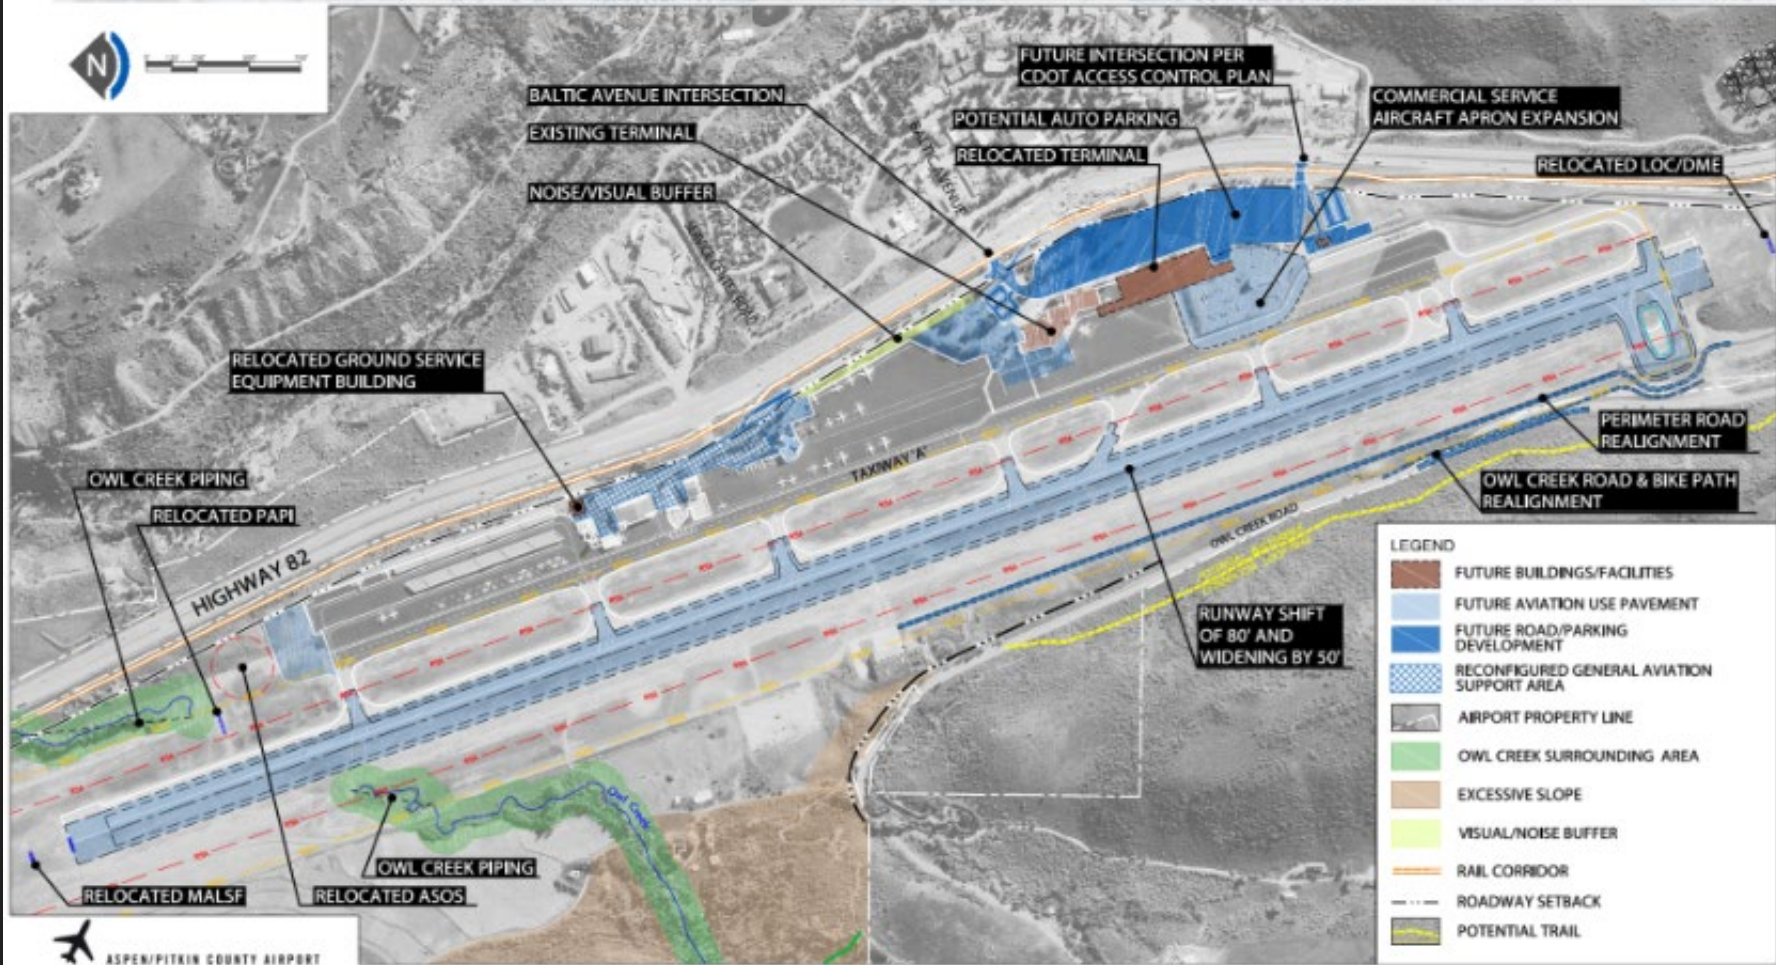 N
FUTURE INTERSECTION PER
CDOT ACCESS CONTROL PLAN
BALTIC AVENUE INTERSECTION
COMMERCIAL SERVICE
AIRCRAFT APRON EXPANSION
POTENTIAL AUTO PARKING
EXISTING TERMINAL
RELOCATED TERMINAL
RELOCATED LOC/DME
NOISE/VISUAL BUFFER
BALTIC AVENUE
RELOCATED GROUND SERVICE
EQUIPMENT BUILDING
PERIMETER ROAD
REALIGNMENT
TAXIWAY 'A'
OWL CREEK PIPING
OWL CREEK ROAD & BIKE PATH
REALIGNMENT
RELOCATED PAPI
OWL CREEK ROAD
HIGHWAY 82
RUNWAY SHIFT
OF 80' AND
WIDENING BY 50'
Owl Creek
OWL CREEK PIPING
RELOCATED MALSF
RELOCATED ASOS
LEGEND
FUTURE BUILDINGS/FACILITIES
FUTURE AVIATION USE PAVEMENT
FUTURE ROAD/PARKING
DEVELOPMENT
RECONFIGURED GENERAL AVIATION
SUPPORT AREA
AIRPORT PROPERTY LINE
OWL CREEK SURROUNDING AREA
EXCESSIVE SLOPE
VISUAL/NOISE BUFFER
RAIL CORRIDOR
ROADWAY SETBACK
POTENTIAL TRAIL
ASPEN/PITKIN COUNTY AIRPORT